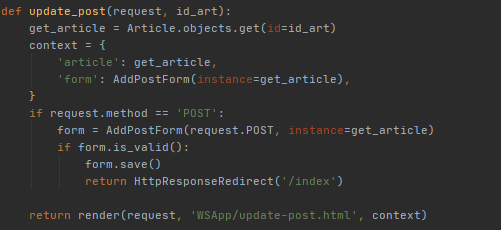 def update_post(request, id_art):
    get_article = Article.objects.get(id=id_art)
    context = {
        'article': get_article,
        'form': AddPostForm(instance=get_article),
    }
    if request.method == 'POST':
        form = AddPostForm(request.POST, instance=get_article)
        if form.is_valid():
            form.save()
            return HttpResponseRedirect('/index')

    return render(request, 'WSApp/update-post.html', context)